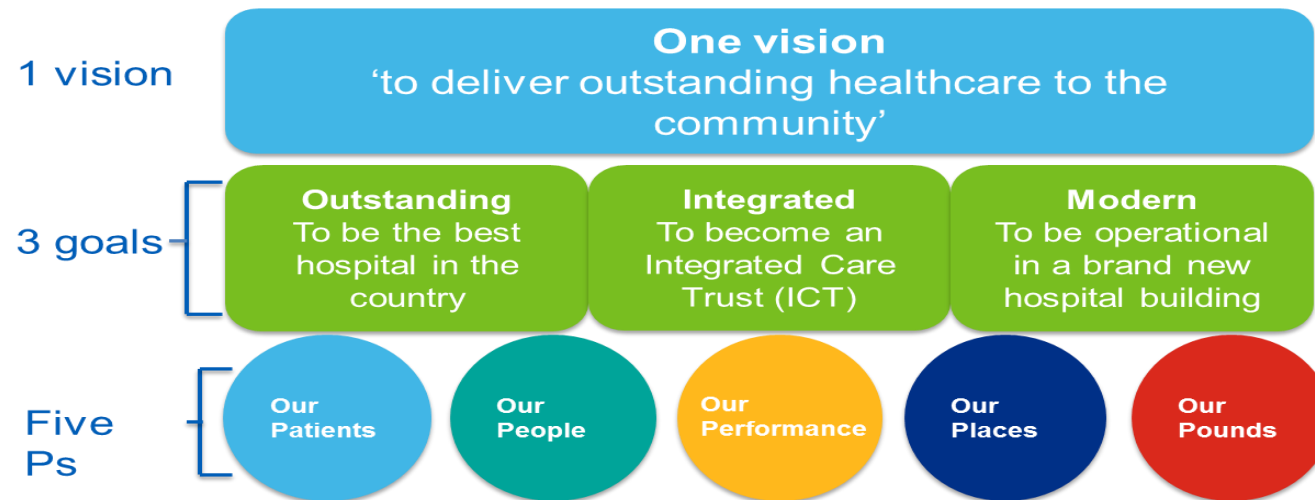 1 vision
One vision
‘to deliver outstanding healthcare to the
community’
3 goals
Outstanding
To be the best
hospital in the
country
Integrated
To become an
Integrated Care
Trust (ICT)
Modern
To be operational
in a brand new
hospital building
Five
Ps
Our
Patients
Our
People
Our
Performance
Our
Places
Our
Pounds